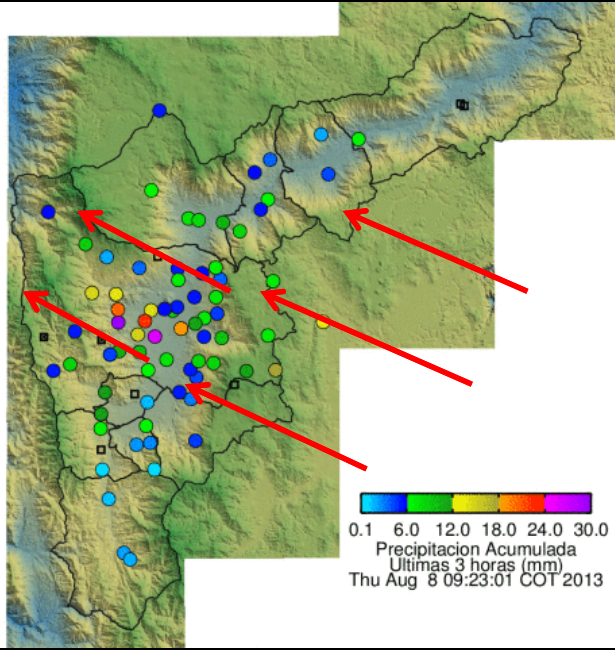 0.1 6.0 12.0 18.0 24.0 30.0
Precipitacion Acumulada
Ultimas 3 horas (mm)
Thu Aug 8 09:23:01 COT 2013